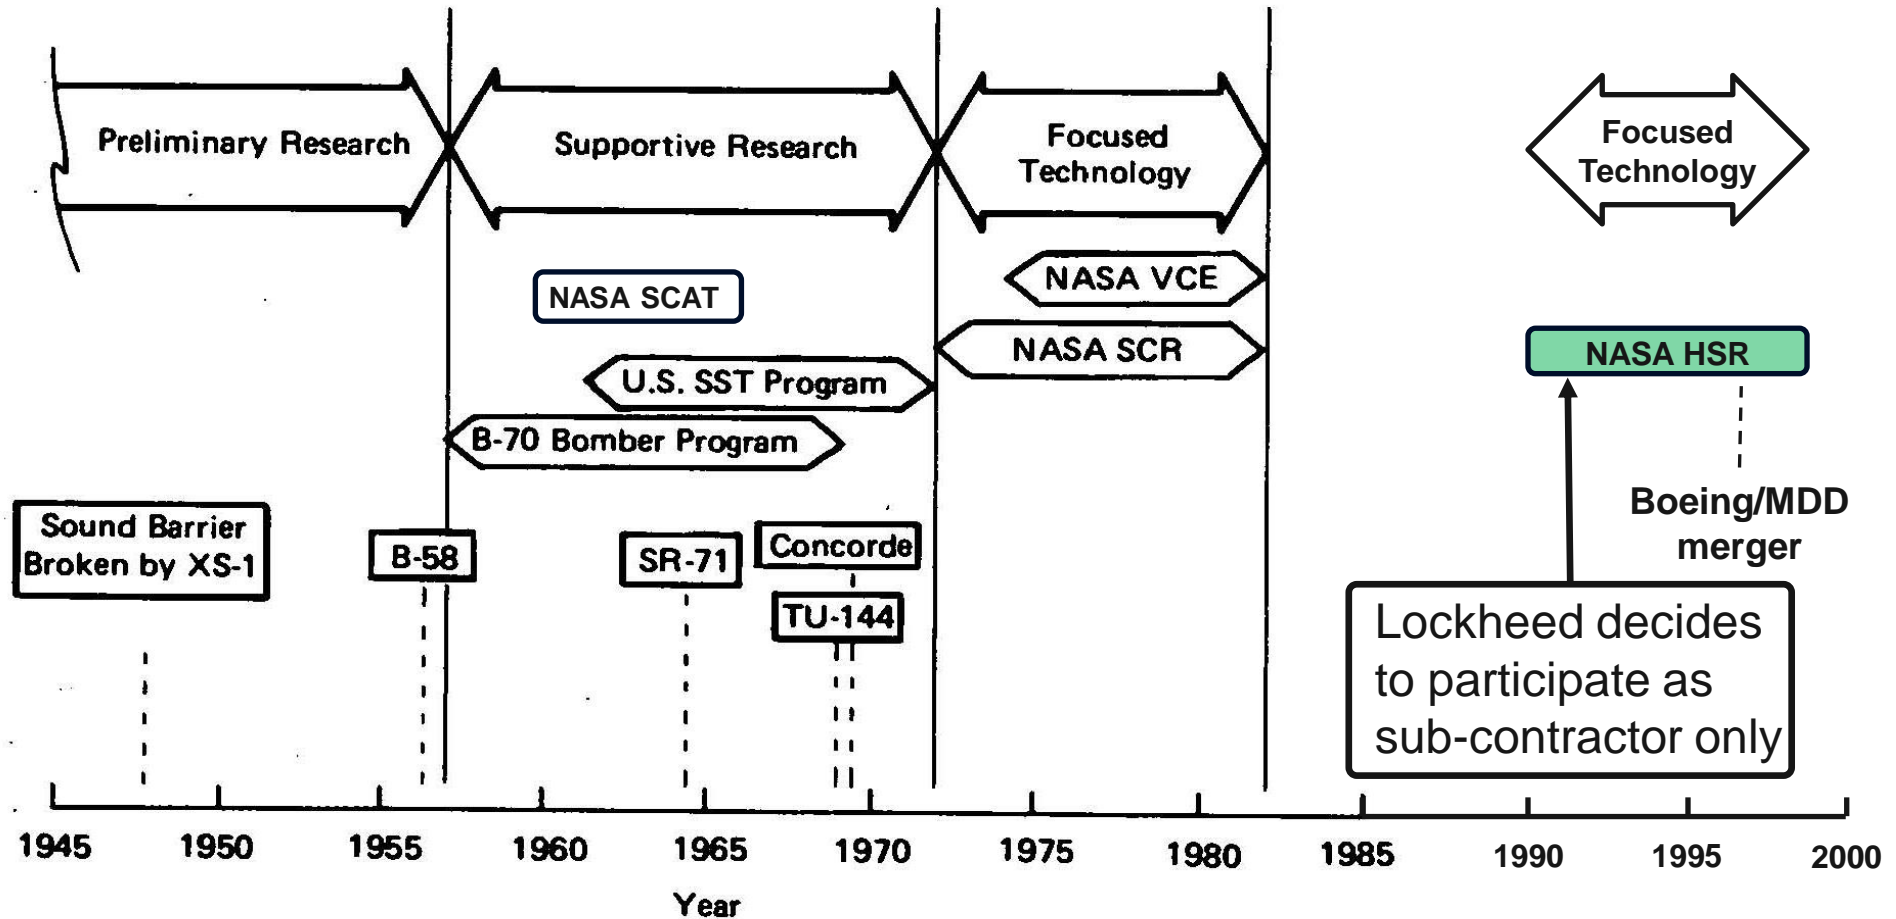 Preliminary Research
Supportive Research
Focused
Technology
Focused
Technology
NASA VCE
NASA SCAT
NASA SCR
NASA HSR
U.S. SST Program
B-70 Bomber Program
Sound Barrier
Broken by XS-1
B-58
SR-71
Concorde
TU-144
Boeing/MDD
merger
Lockheed decides
to participate as
sub-contractor only
1945 1950 1955 1960 1965 1970 1975 1980 1985 1990 1995 2000
Year